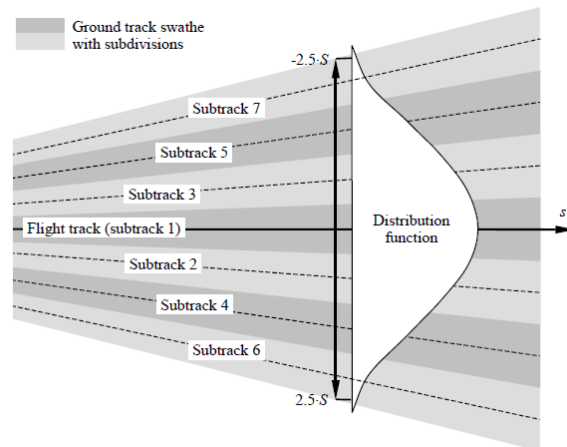 Ground track swathe
with subdivisions
-2.5·S
Subtrack 7
Subtrack 5
Subtrack 3
Flight track (subtrack 1)
Distribution
function
s
Subtrack 2
Subtrack 4
Subtrack 6
2.5·S